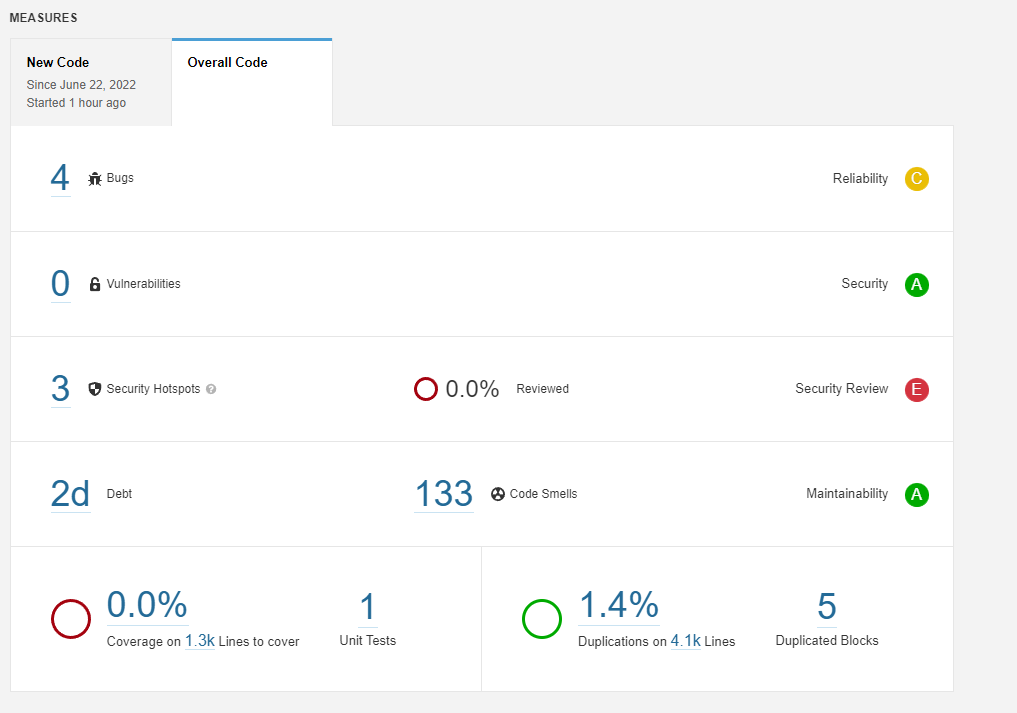 MEASURES
New Code
Since June 22, 2022
Started 1 hour ago
Overall Code
4 Bugs Reliability C
0 Vulnerabilities Security A
3 Security Hotspots ? 0.0% Reviewed Security Review E
2d Debt 133 Code Smells Maintainability A
0.0%
Coverage on 1.3k Lines to cover
1
Unit Tests
1.4%
Duplications on 4.1k Lines
5
Duplicated Blocks